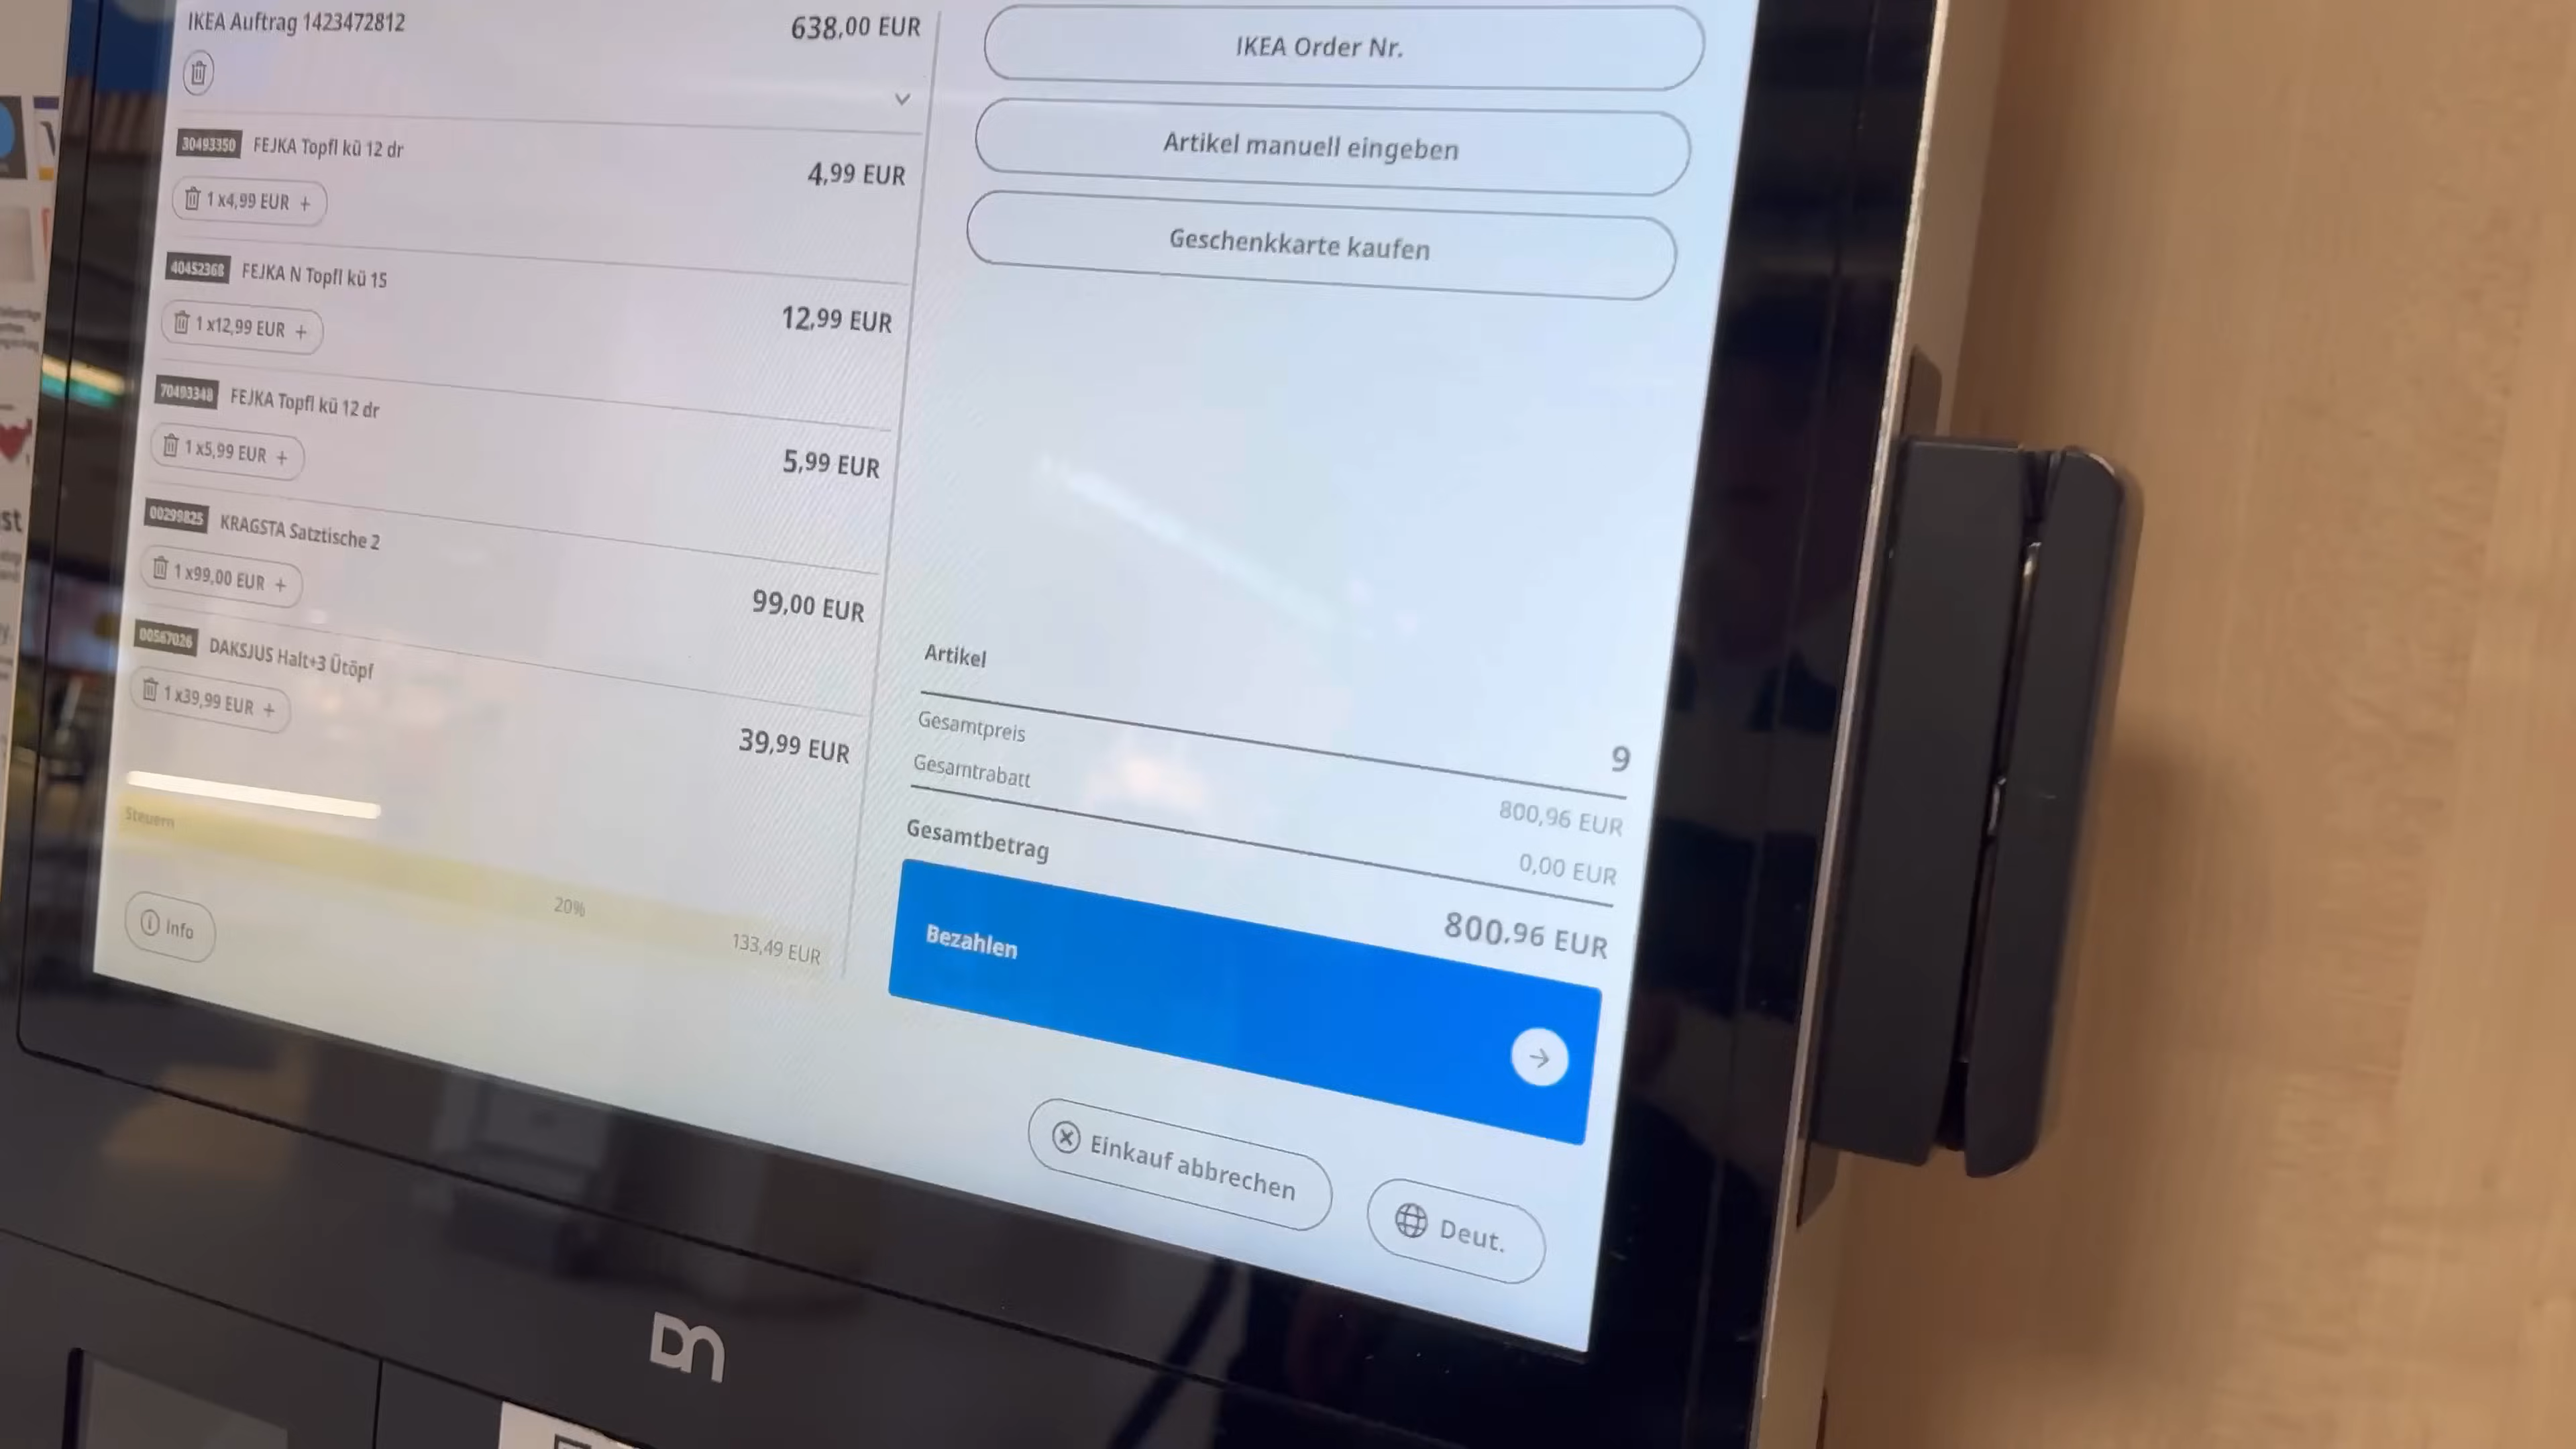 IKEA Auftrag 1423472812
638,00 EUR
30493350 FEJKA Topfl kü 12 dr
4,99 EUR
1 x4,99 EUR +
40452368 FEJKA N Topfl kü 15
12,99 EUR
1 x12,99 EUR +
70493348 FEJKA Topfl kü 12 dr
5,99 EUR
1 x5,99 EUR +
00299825 KRAGSTA Satztische 2
99,00 EUR
1 x99,00 EUR +
00567026 DAKSJUS Halt+3 Ütöpf
39,99 EUR
1 x39,99 EUR +
Steuern
20%
133,49 EUR
Info
IKEA Order Nr.
Artikel manuell eingeben
Geschenkkarte kaufen
Artikel
9
Gesamtpreis
800,96 EUR
Gesamtrabatt
0,00 EUR
Gesamtbetrag
800,96 EUR
Bezahlen
Einkauf abbrechen
Deut.
DN
st